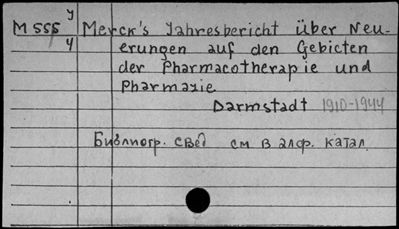 M 555 y/4 Merck's Jahresbericht über Neu-
erungen auf den Gebicten
der Pharmacotherapie und
Pharmazie
Darmstadt 1910-1944
Библиогр. свед см в алф. катал.